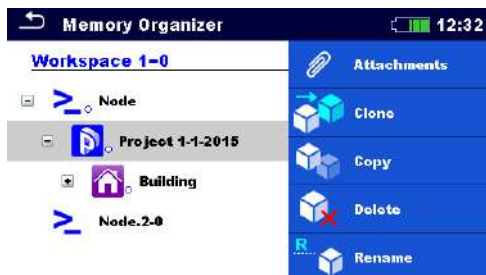 Memory Organizer 12:32
Workspace 1-0
Attachments
Node
Clone
Project 1-1-2015
Copy
Building
Delete
Node.2-0
R
Rename